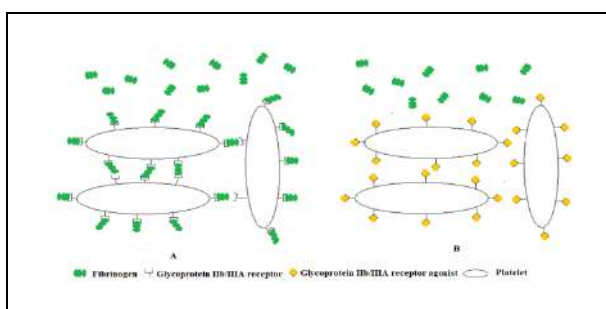 A
B
Fibrinogen Glycoprotein IIb/IIIA receptor Glycoprotein IIb/IIIA receptor agonist Platelet